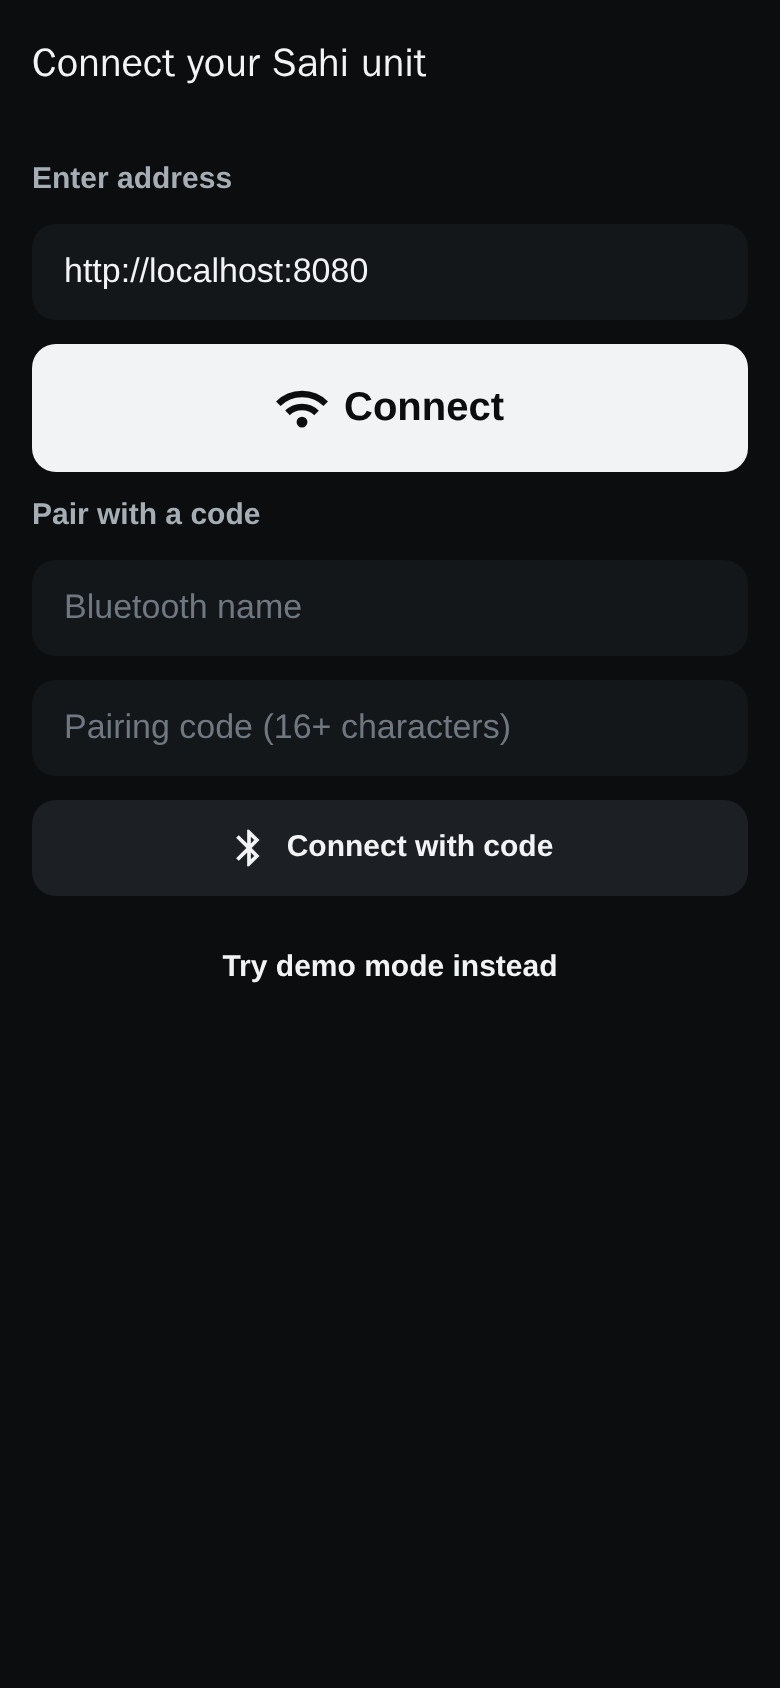 Connect your Sahi unit
Enter address
http://localhost:8080
Connect
Pair with a code
Bluetooth name
Pairing code (16+ characters)
Connect with code
Try demo mode instead